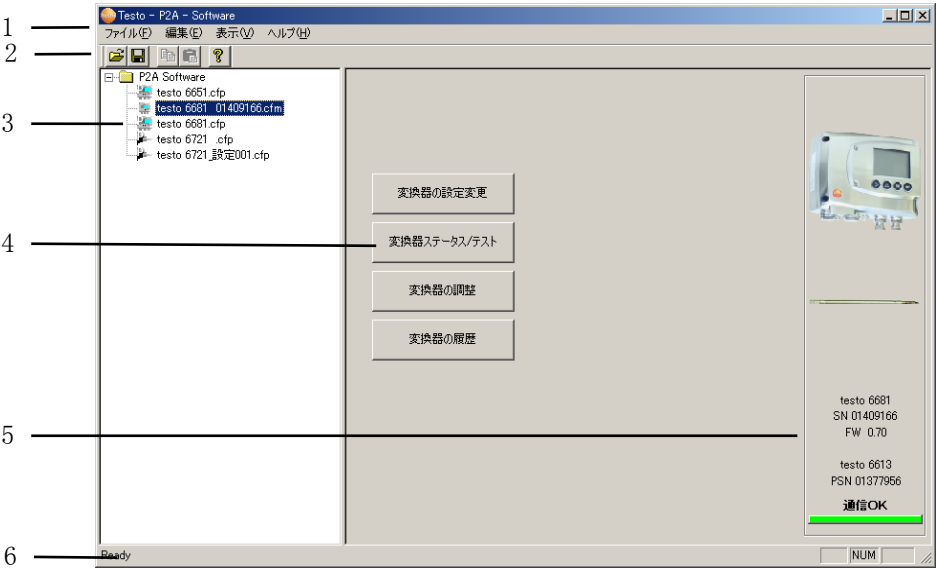 Testo - P2A - Software
1
ファイル(F) 編集(E) 表示(V) ヘルプ(H)
2
P2A Software
testo 6651.cfp
testo 6681 01409166.cfm
3
testo 6681.cfp
testo 6721 .cfp
testo 6721_設定001.cfp
変換器の設定変更
4
変換器ステータス/テスト
変換器の調整
変換器の履歴
testo 6681
SN 01409166
5
FW 0.70
testo 6613
PSN 01377956
通信OK
6
Ready
NUM